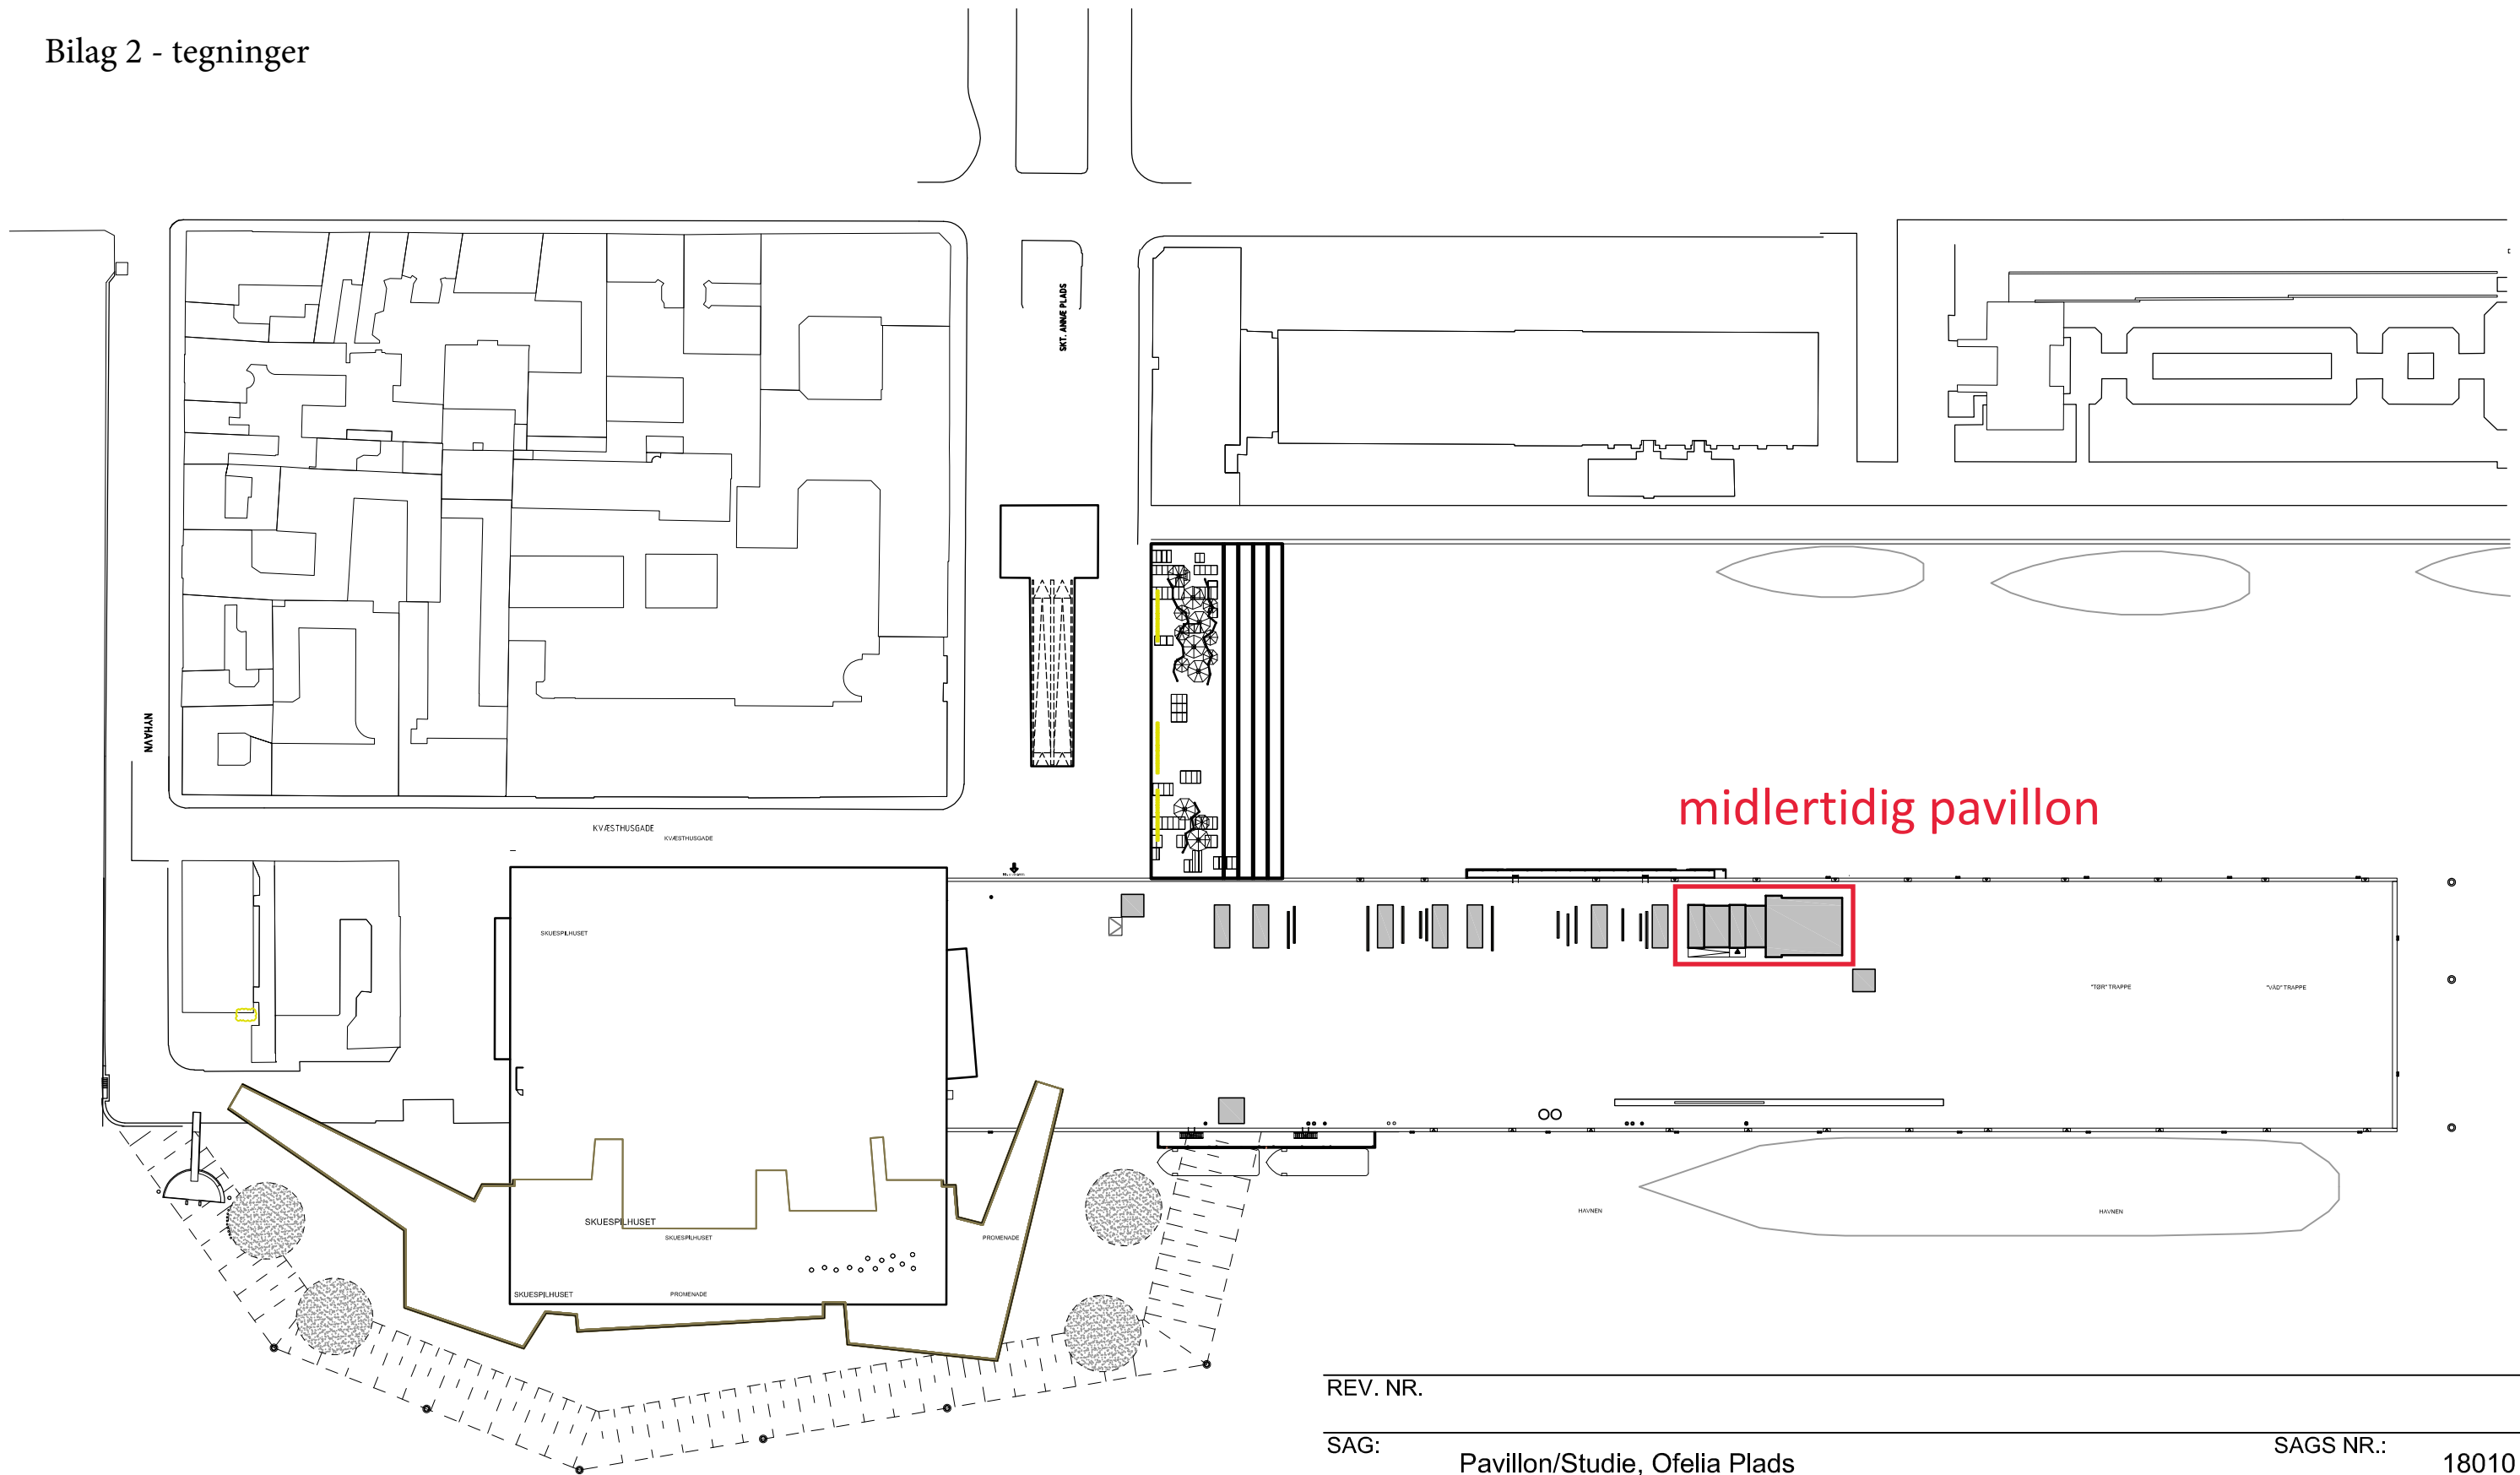 Bilag 2 - tegninger
SKT. ANNÆ PLADS
NYHAVN
midlertidig pavillon
KVÆSTHUSGADE
KVÆSTHUSGADE
SKUESPILHUSET
"TØR" TRAPPE
"VÅD" TRAPPE
SKUESPILHUSET
SKUESPILHUSET
PROMENADE
HAVNEN
HAVNEN
SKUESPILHUSET
PROMENADE
REV. NR.
SAG:
SAGS NR.:
Pavillon/Studie, Ofelia Plads
18010